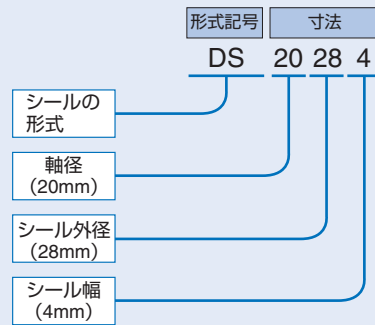 形式記号 寸法
DS 20 28 4
シールの
形式
軸径
(20mm)
シール外径
(28mm)
シール幅
(4mm)